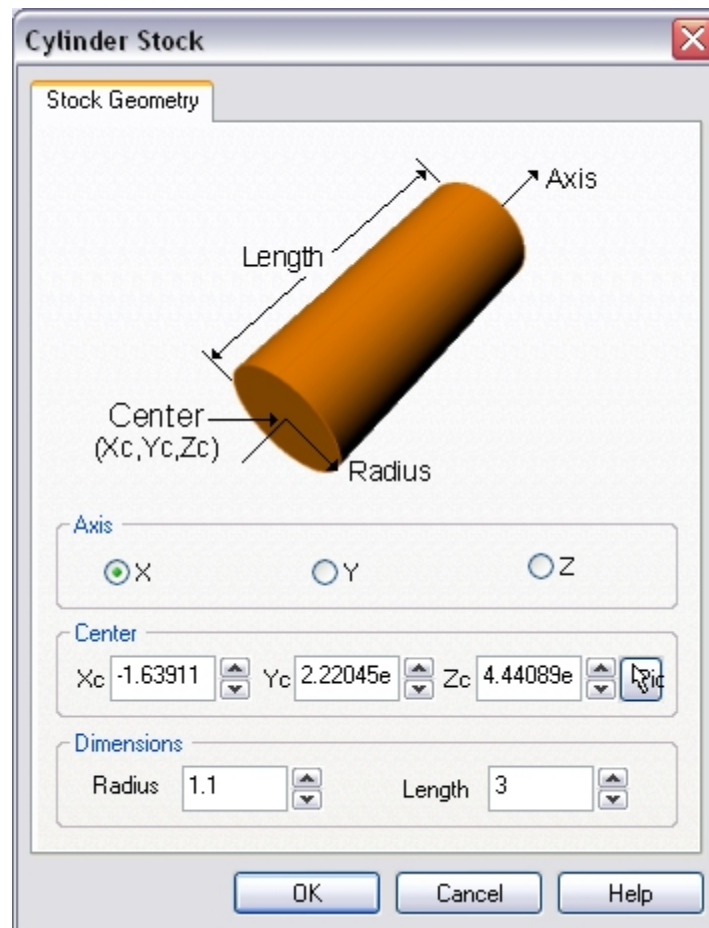 Cylinder Stock
Stock Geometry
Axis
Length
Center
(Xc,Yc,Zc)
Radius
Axis
X Y Z
Center
Xc -1.63911 Yc 2.22045e Zc 4.44089e
Dimensions
Radius 1.1 Length 3
OK Cancel Help